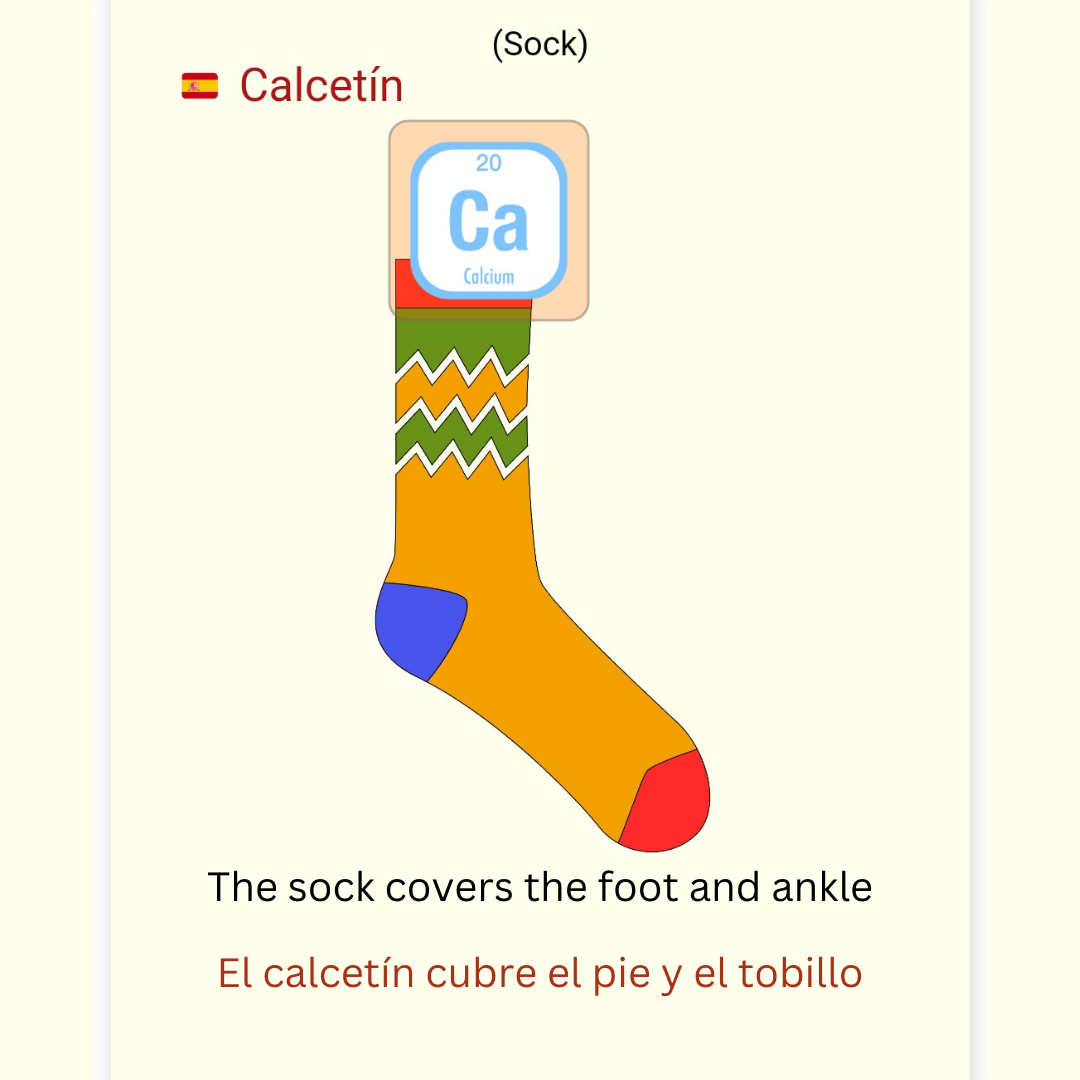 (Sock)
Calcetín
20
Ca
Calcium
The sock covers the foot and ankle
El calcetín cubre el pie y el tobillo